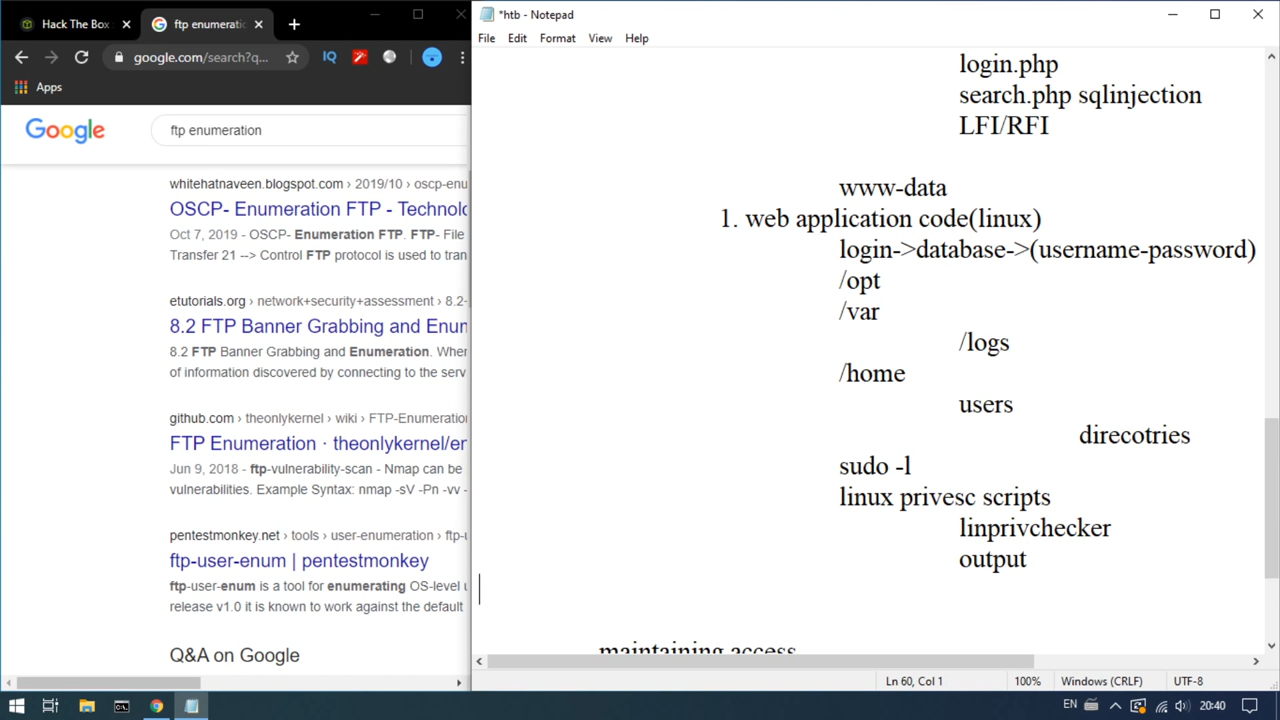 Hack The Box
ftp enumeratio
google.com/search?q...
Apps
Google
ftp enumeration
whitehatnaveen.blogspot.com › 2019/10 › oscp-enu
OSCP- Enumeration FTP - Technolo
Oct 7, 2019 - OSCP- Enumeration FTP. FTP- File
Transfer 21 --> Control FTP protocol is used to tran
etutorials.org › network+security+assessment › 8.2-
8.2 FTP Banner Grabbing and Enum
8.2 FTP Banner Grabbing and Enumeration. When
of information discovered by connecting to the serv
github.com › theonlykernel › wiki › FTP-Enumeratio
FTP Enumeration · theonlykernel/en
Jun 9, 2018 - ftp-vulnerability-scan - Nmap can be
vulnerabilities. Example Syntax: nmap -sV -Pn -vv -
pentestmonkey.net › tools › user-enumeration › ftp-u
ftp-user-enum | pentestmonkey
ftp-user-enum is a tool for enumerating OS-level u
release v1.0 it is known to work against the default
Q&A on Google
*htb - Notepad
File Edit Format View Help
login.php
search.php sqlinjection
LFI/RFI
www-data
1. web application code(linux)
login->database->(username-password)
/opt
/var
/logs
/home
users
direcotries
sudo -l
linux privesc scripts
linprivchecker
output
maintaining access
Ln 60, Col 1 100% Windows (CRLF) UTF-8
EN 20:40